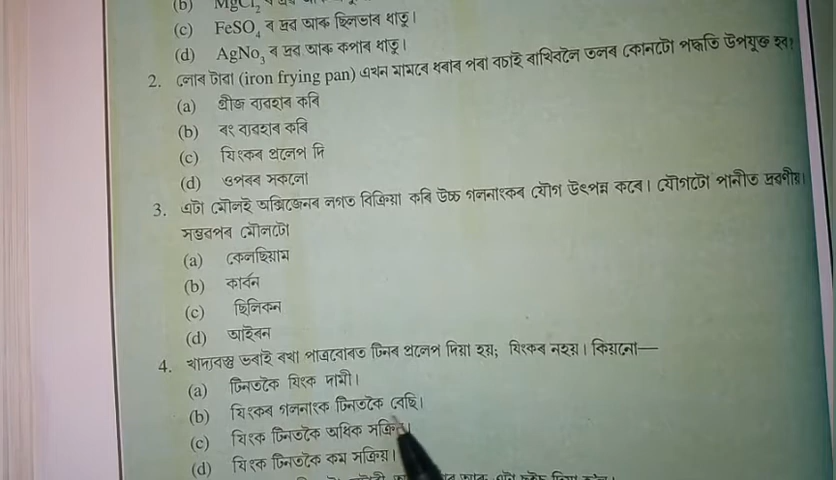 (b) MgCl₂
(c) FeSO₄ ৰ দ্ৰৱ আৰু ছিলভাৰ ধাতু।
(d) AgNO₃ ৰ দ্ৰৱ আৰু কপাৰ ধাতু।
2. লোৰ টাৱা (iron frying pan) এখন মামৰে ধৰাৰ পৰা বচাই ৰাখিবলৈ তলৰ কোনটো পদ্ধতি উপযুক্ত হব?
(a) গ্ৰীজ ব্যৱহাৰ কৰি
(b) ৰং ব্যৱহাৰ কৰি
(c) যিংকৰ প্ৰলেপ দি
(d) ওপৰৰ সকলো
3. এটা মৌলই অক্সিজেনৰ লগত বিক্ৰিয়া কৰি উচ্চ গলনাংকৰ যৌগ উৎপন্ন কৰে। যৌগটো পানীত দ্ৰৱণীয়।
সম্ভৱপৰ মৌলটো
(a) কেলছিয়াম
(b) কাৰ্বন
(c) ছিলিকন
(d) আইৰন
4. খাদ্যবস্তু ভৰাই ৰখা পাত্ৰবোৰত টিনৰ প্ৰলেপ দিয়া হয়; যিংকৰ নহয়। কিয়নো—
(a) টিনতকৈ যিংক দামী।
(b) যিংকৰ গলনাংক টিনতকৈ বেছি।
(c) যিংক টিনতকৈ অধিক সক্ৰিয়।
(d) যিংক টিনতকৈ কম সক্ৰিয়।